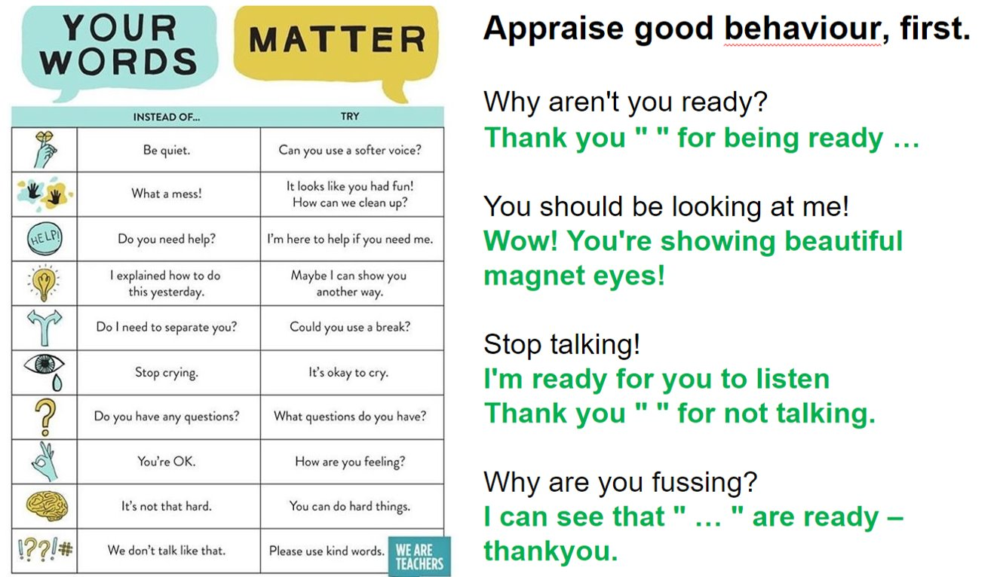 YOUR
WORDS
MATTER
INSTEAD OF...
TRY
Be quiet.
Can you use a softer voice?
What a mess!
It looks like you had fun!
How can we clean up?
HELP!
Do you need help?
I'm here to help if you need me.
I explained how to do
this yesterday.
Maybe I can show you
another way.
Do I need to separate you?
Could you use a break?
Stop crying.
It's okay to cry.
?
Do you have any questions?
What questions do you have?
You're OK.
How are you feeling?
It's not that hard.
You can do hard things.
!??!#
We don't talk like that.
Please use kind words.
WE ARE
TEACHERS
Appraise good behaviour, first.
Why aren't you ready?
Thank you " " for being ready …
You should be looking at me!
Wow! You're showing beautiful
magnet eyes!
Stop talking!
I'm ready for you to listen
Thank you " " for not talking.
Why are you fussing?
I can see that " … " are ready –
thankyou.